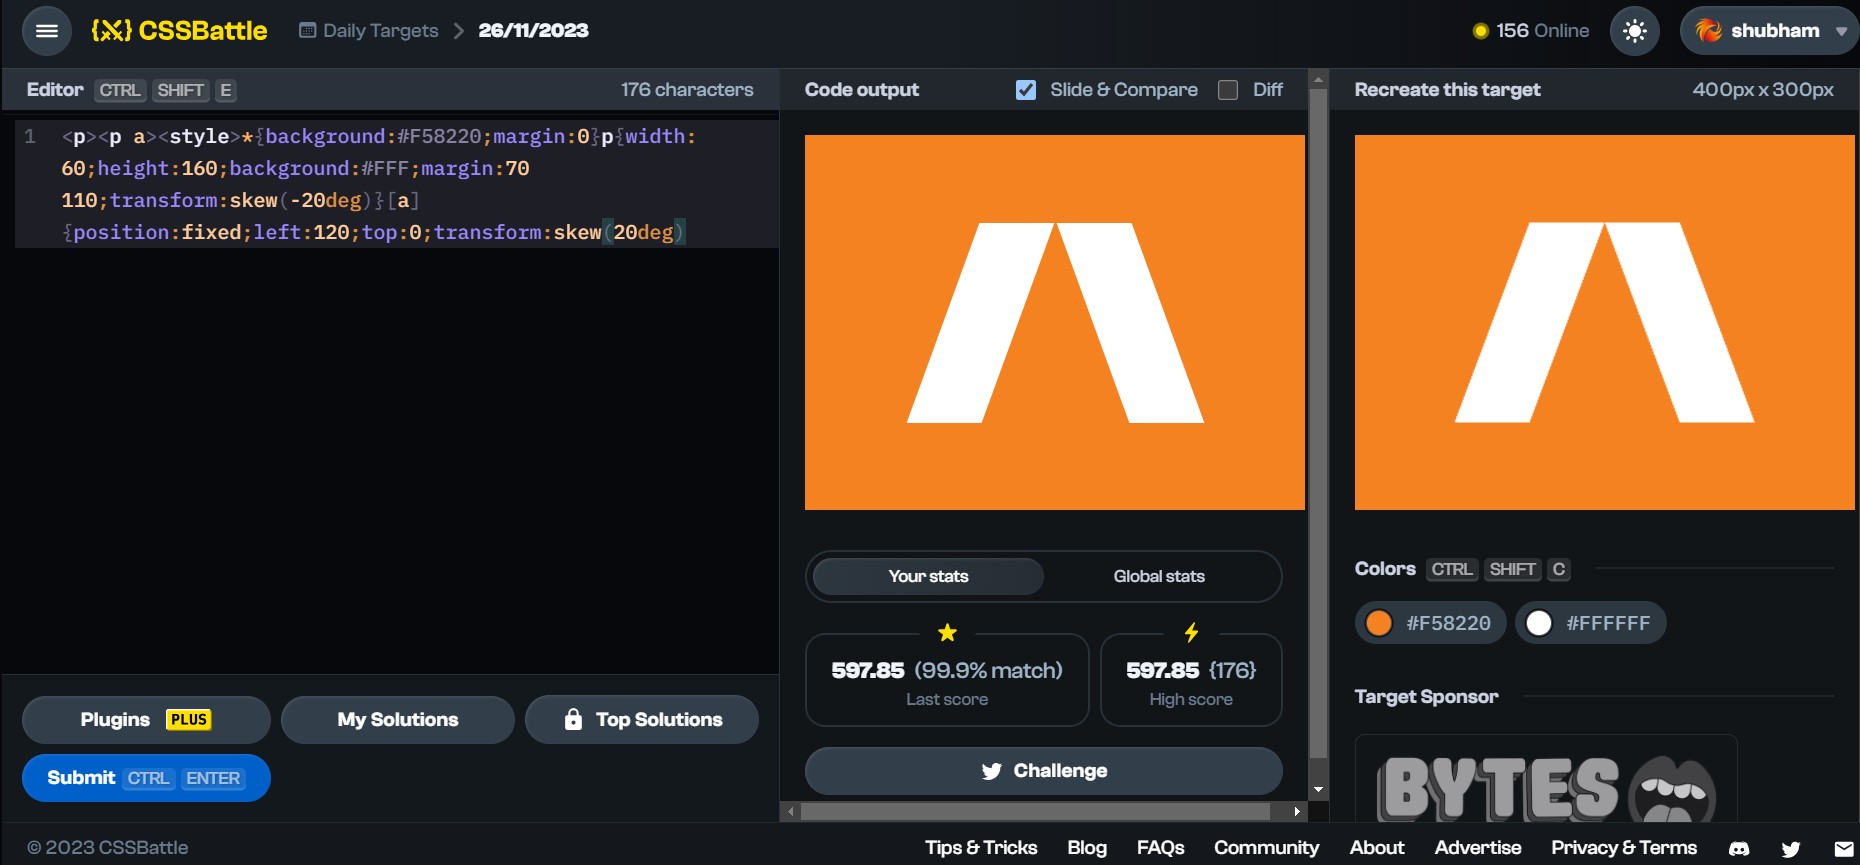 {X} CSSBattle
Daily Targets > 26/11/2023
156 Online
shubham
Editor CTRL SHIFT E
176 characters
1 <p><p a><style>*{background:#F58220;margin:0}p{width:
60;height:160;background:#FFF;margin:70
110;transform:skew(-20deg)}[a]
{position:fixed;left:120;top:0;transform:skew(20deg)
Plugins PLUS
My Solutions
Top Solutions
Submit CTRL ENTER
Code output
Slide & Compare
Diff
Your stats
Global stats
597.85 (99.9% match)
Last score
597.85 {176}
High score
Challenge
Recreate this target
400px x 300px
Colors CTRL SHIFT C
#F58220
#FFFFFF
Target Sponsor
BYTES
© 2023 CSSBattle
Tips & Tricks
Blog
FAQs
Community
About
Advertise
Privacy & Terms